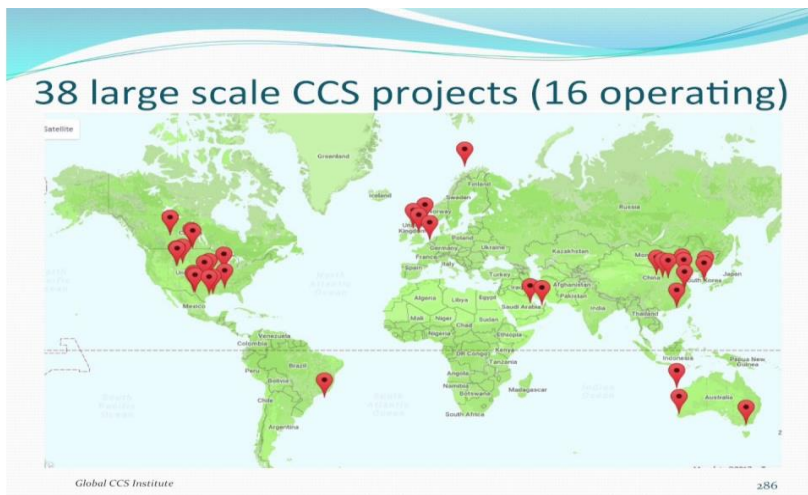 38 large scale CCS projects (16 operating)
Satellite
Greenland
Iceland
Finland
Sweden
Norway
Russia
Poland
Germany
Ukraine
France
Kazakhstan
Italy
Spain
Turkey
Afghanistan
Pakistan
China
South Korea
Japan
Algeria
Libya
Egypt
Saudi Arabia
India
Thailand
Mexico
Mali
Niger
Chad
Sudan
Nigeria
Ethiopia
Venezuela
Colombia
DR Congo
Kenya
Tanzania
Indonesia
Papua New
Guinea
Peru
Brazil
Bolivia
Angola
Namibia
Botswana
Madagascar
Chile
South Africa
Australia
Argentina
Global CCS Institute
286